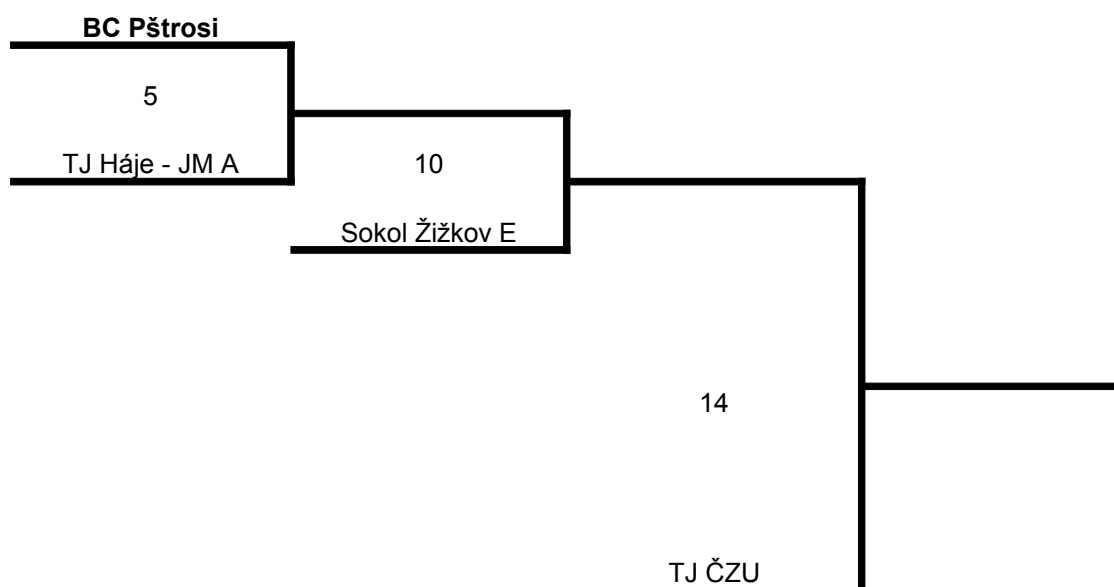 BC Pštrosi
5
TJ Háje - JM A
10
Sokol Žižkov E
14
TJ ČZU